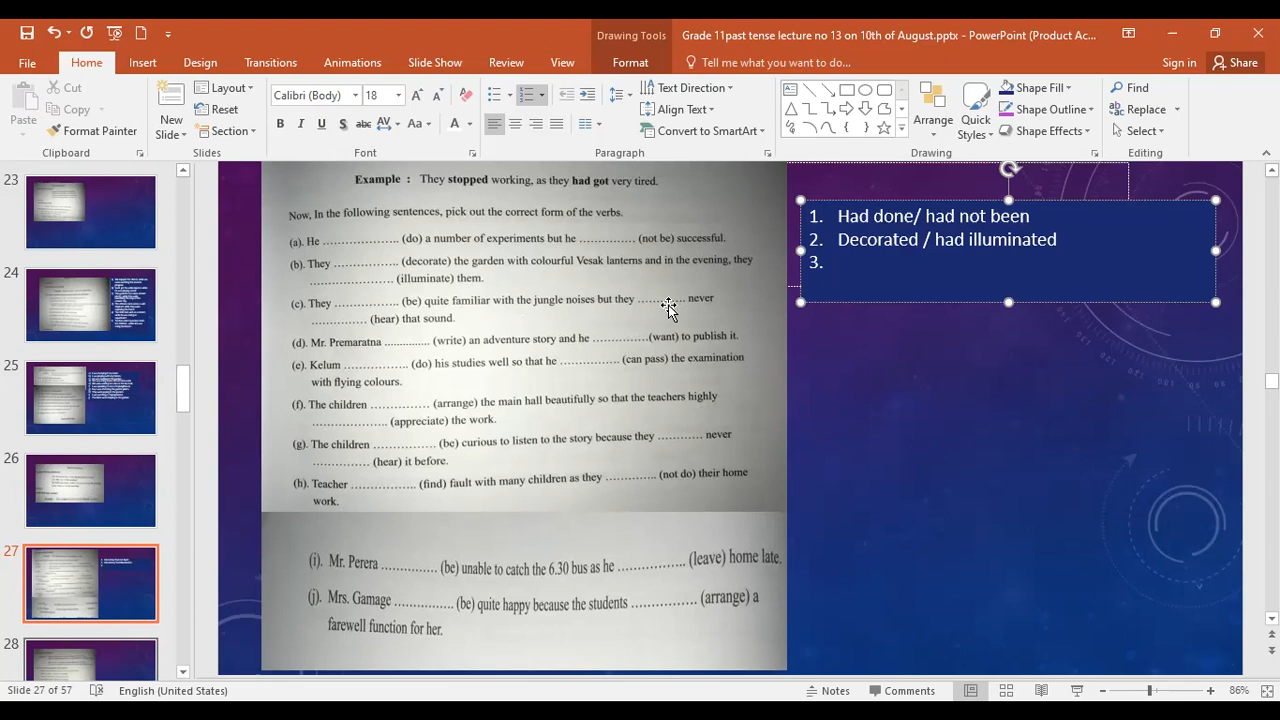 Drawing Tools
Grade 11past tense lecture no 13 on 10th of August.pptx - PowerPoint (Product Ac...
File Home Insert Design Transitions Animations Slide Show Review View Format Tell me what you want to do... Sign in Share
Paste
Cut
Copy
Format Painter
Clipboard
New Slide
Layout
Reset
Section
Slides
Calibri (Body) 18
B I U S abc AV Aa A
Font
Text Direction
Align Text
Convert to SmartArt
Paragraph
Arrange
Quick Styles
Shape Fill
Shape Outline
Shape Effects
Drawing
Find
Replace
Select
Editing
23
24
25
26
27
28
Example : They stopped working, as they had got very tired.
Now, In the following sentences, pick out the correct form of the verbs.
(a). He .................... (do) a number of experiments but he ............... (not be) successful.
(b). They ................. (decorate) the garden with colourful Vesak lanterns and in the evening, they
...................... (illuminate) them.
(c). They ................. (be) quite familiar with the jungle noises but they ............ never
............... (hear) that sound.
(d). Mr. Premaratna .............. (write) an adventure story and he ...............(want) to publish it.
(e). Kelum ................. (do) his studies well so that he ................ (can pass) the examination
with flying colours.
(f). The children ................ (arrange) the main hall beautifully so that the teachers highly
.................... (appreciate) the work.
(g). The children ................ (be) curious to listen to the story because they ............ never
................ (hear) it before.
(h). Teacher .................. (find) fault with many children as they .............. (not do) their home
work.
(i). Mr. Perera .............. (be) unable to catch the 6.30 bus as he ................. (leave) home late.
(j). Mrs. Gamage ............... (be) quite happy because the students ................ (arrange) a
farewell function for her.
1. Had done/ had not been
2. Decorated / had illuminated
3.
Slide 27 of 57 English (United States) Notes Comments 86%